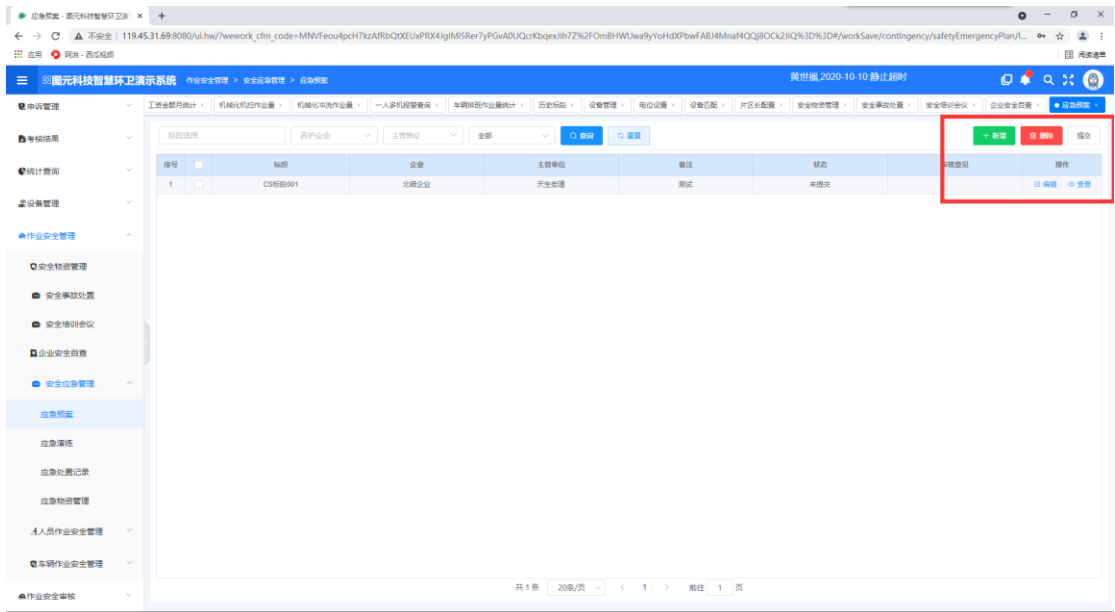 应急预案 - 圆元科技智慧环卫演
119.45.31.69:8080/ui.hw/?wework_cfm_code=MNVFeou4pcH7kzAfRbQtXEUxPRX4JgIMiSRer7yPGvA0UQcrKbqexJIh7Z%2FOmBHWUwa9yYoHdXPbwFABJ4Mnaf4QQj8OCk2JIQ%3D%3D#/workSave/contingency/safetyEmergencyPlan/I...
不安全
应用 阿洪 - 西瓜视频 阅读清单
圆元科技智慧环卫演示系统 作业安全管理 > 安全应急管理 > 应急预案 黄世福,2020-10-10:静止超时
工资金额月统计 × 机械化机扫作业量 × 机械化冲洗作业量 × 一人多机报警查询 × 车辆排班作业量统计 × 历史标段 × 设备管理 × 电位设置 × 设备匹配 × 片区长配置 × 安全物资管理 × 安全事故处置 × 安全培训会议 × 企业安全自查 × 应急预案 ×
标段选择 养护企业 主管单位 全部 查询 重置 + 新增 删除 提交
序号 标段 企业 主管单位 备注 状态 审核意见 操作
1 CS标段001 北碚企业 天生街道 测试 未提交 编辑 查看
申诉管理
考核结果
统计查询
设备管理
作业安全管理
安全物资管理
安全事故处置
安全培训会议
企业安全自查
安全应急管理
应急预案
应急演练
应急处置记录
应急物资管理
人员作业安全管理
车辆作业安全管理
作业安全审核
共 1 条 20条/页 < 1 > 前往 1 页